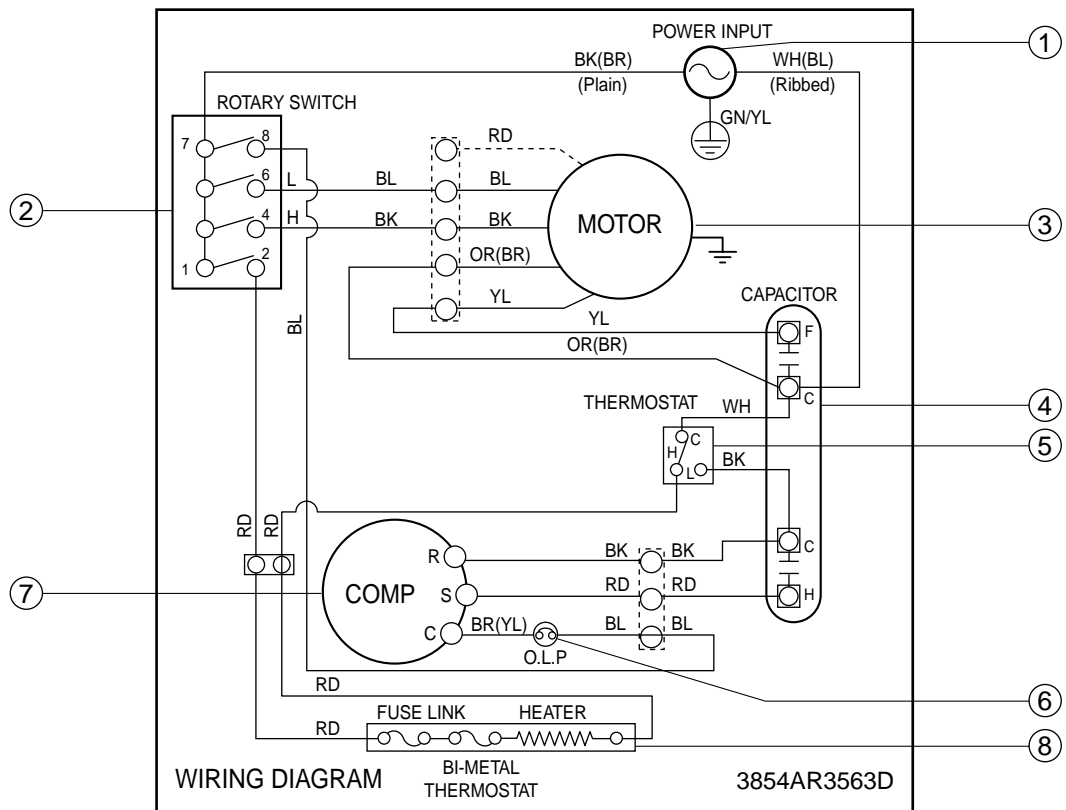 POWER INPUT
1
BK(BR)
(Plain)
WH(BL)
(Ribbed)
GN/YL
ROTARY SWITCH
7
8
6
L
4
H
2
1
2
BL
BK
RD
BL
BK
OR(BR)
YL
MOTOR
3
YL
OR(BR)
BL
CAPACITOR
F
C
4
THERMOSTAT
WH
C
H
L
BK
5
C
H
RD
RD
COMP
7
R
S
C
BK
BK
RD
RD
BR(YL)
BL
BL
O.L.P
6
RD
RD
FUSE LINK
HEATER
8
BI-METAL
THERMOSTAT
WIRING DIAGRAM
3854AR3563D